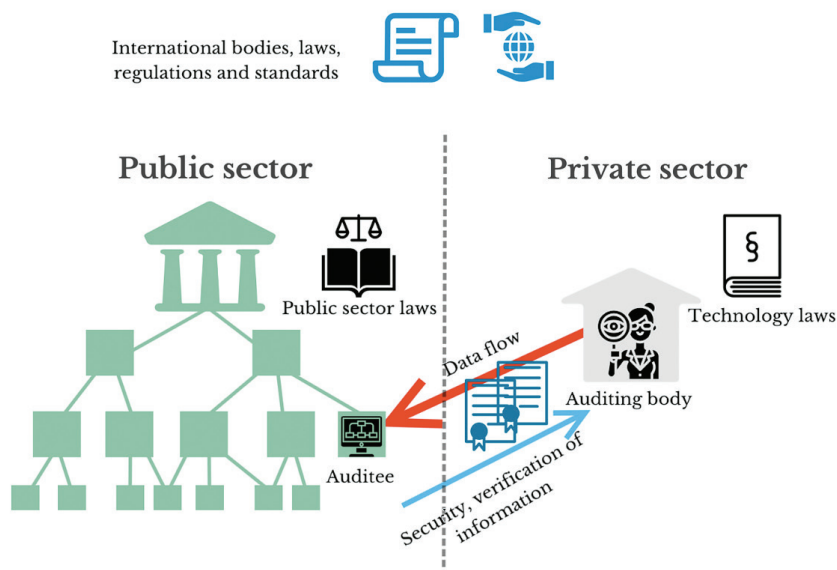 International bodies, laws,
regulations and standards
Public sector
Private sector
§
Public sector laws
Technology laws
Data flow
Auditing body
Auditee
Security, verification of
information